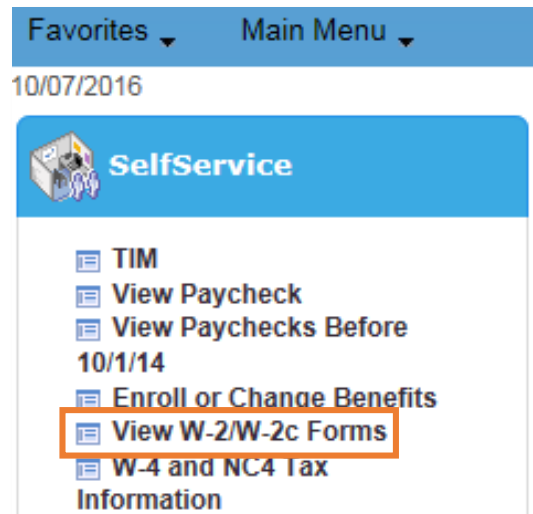 Favorites Main Menu
10/07/2016
SelfService
TIM
View Paycheck
View Paychecks Before
10/1/14
Enroll or Change Benefits
View W-2/W-2c Forms
W-4 and NC4 Tax
Information